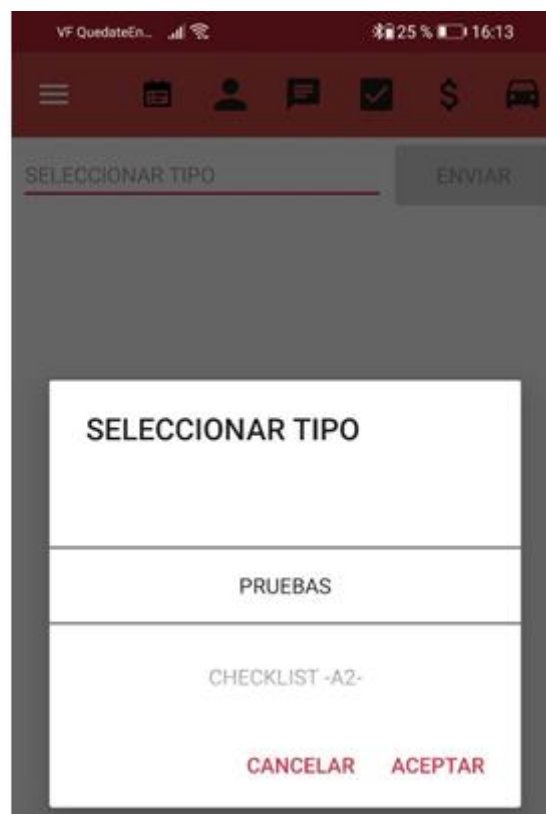 VF QuedateEn... 25 % 16:13
$
SELECCIONAR TIPO ENVIAR
SELECCIONAR TIPO
PRUEBAS
CHECKLIST -A2-
CANCELAR ACEPTAR